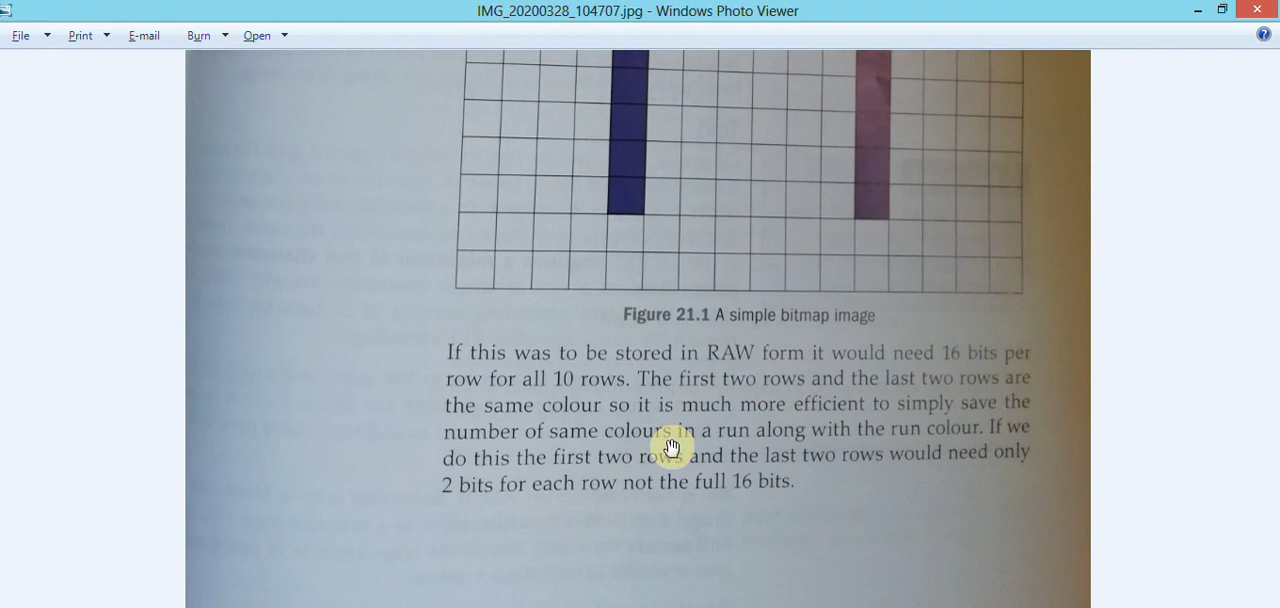 IMG_20200328_104707.jpg - Windows Photo Viewer
File Print E-mail Burn Open
Figure 21.1 A simple bitmap image
If this was to be stored in RAW form it would need 16 bits per
row for all 10 rows. The first two rows and the last two rows are
the same colour so it is much more efficient to simply save the
number of same colours in a run along with the run colour. If we
do this the first two rows and the last two rows would need only
2 bits for each row not the full 16 bits.